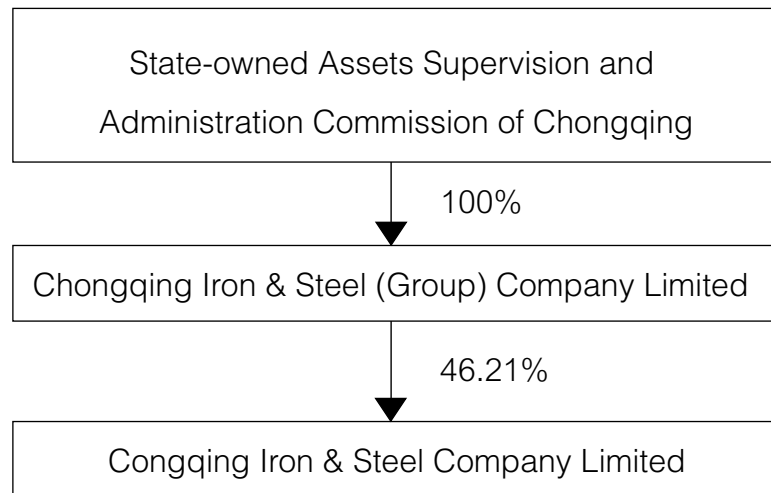 State-owned Assets Supervision and
Administration Commission of Chongqing
100%
Chongqing Iron & Steel (Group) Company Limited
46.21%
Congqing Iron & Steel Company Limited